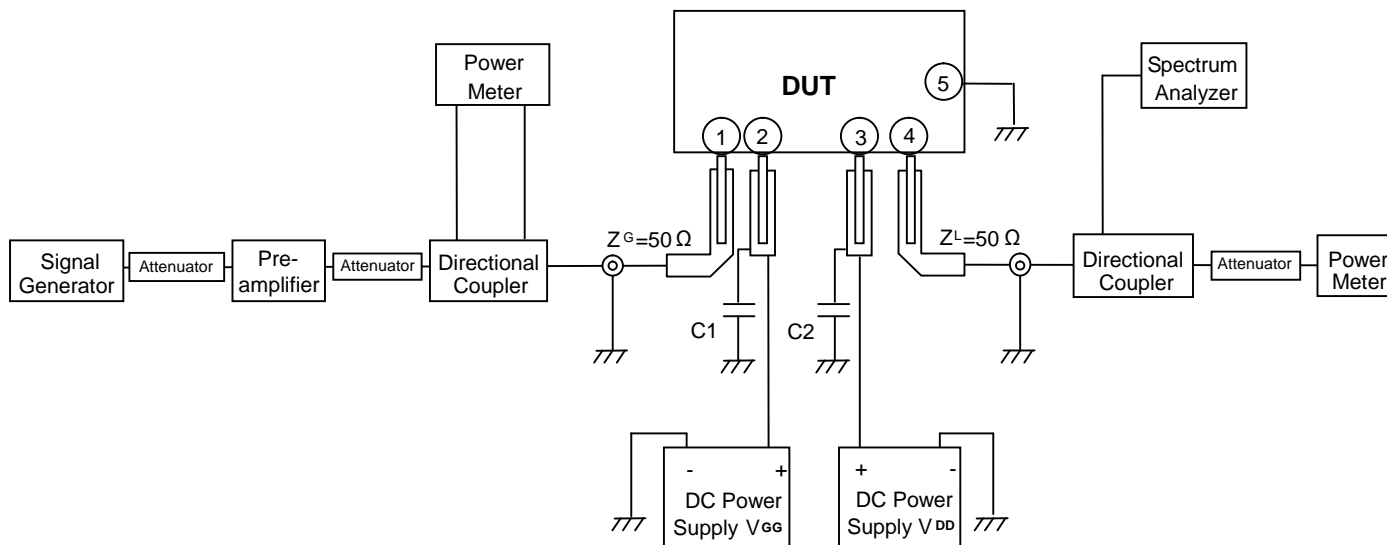 Power
Meter
DUT
5
Spectrum
Analyzer
1
2
3
4
Signal
Generator
Attenuator
Pre-
amplifier
Attenuator
Directional
Coupler
ZG=50 Ω
ZL=50 Ω
Directional
Coupler
Attenuator
Power
Meter
C1
C2
- +
DC Power
Supply VGG
+ -
DC Power
Supply VDD